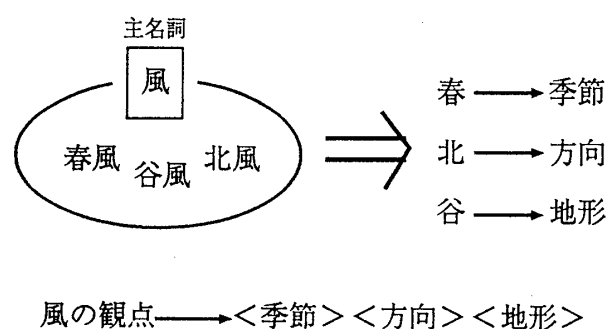 主名詞
風
春風 谷風 北風
春 → 季節
北 → 方向
谷 → 地形
風の観点 → ＜季節＞＜方向＞＜地形＞